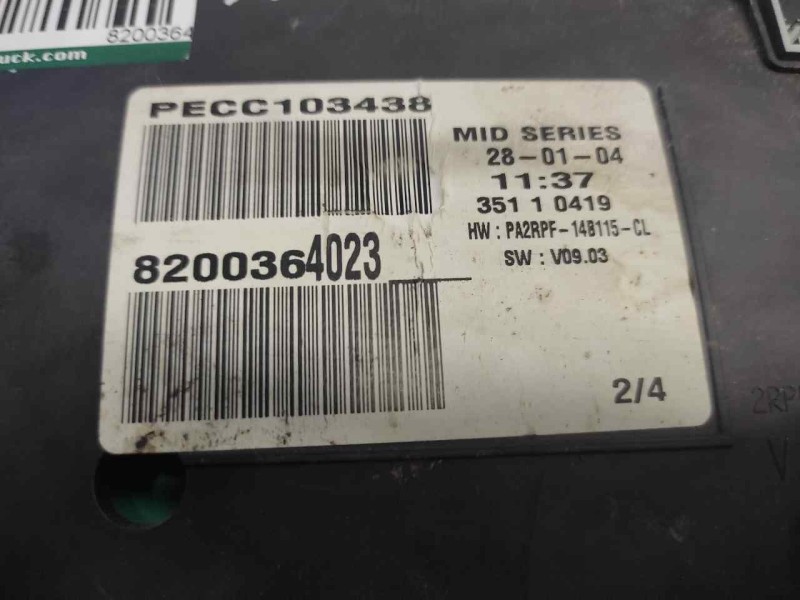 8200364
uck.com
PECC103438
MID SERIES
28-01-04
11:37
351 1 0419
HW : PA2RPF-14B115-CL
SW : V09.03
8200364023
2/4
2RP
V